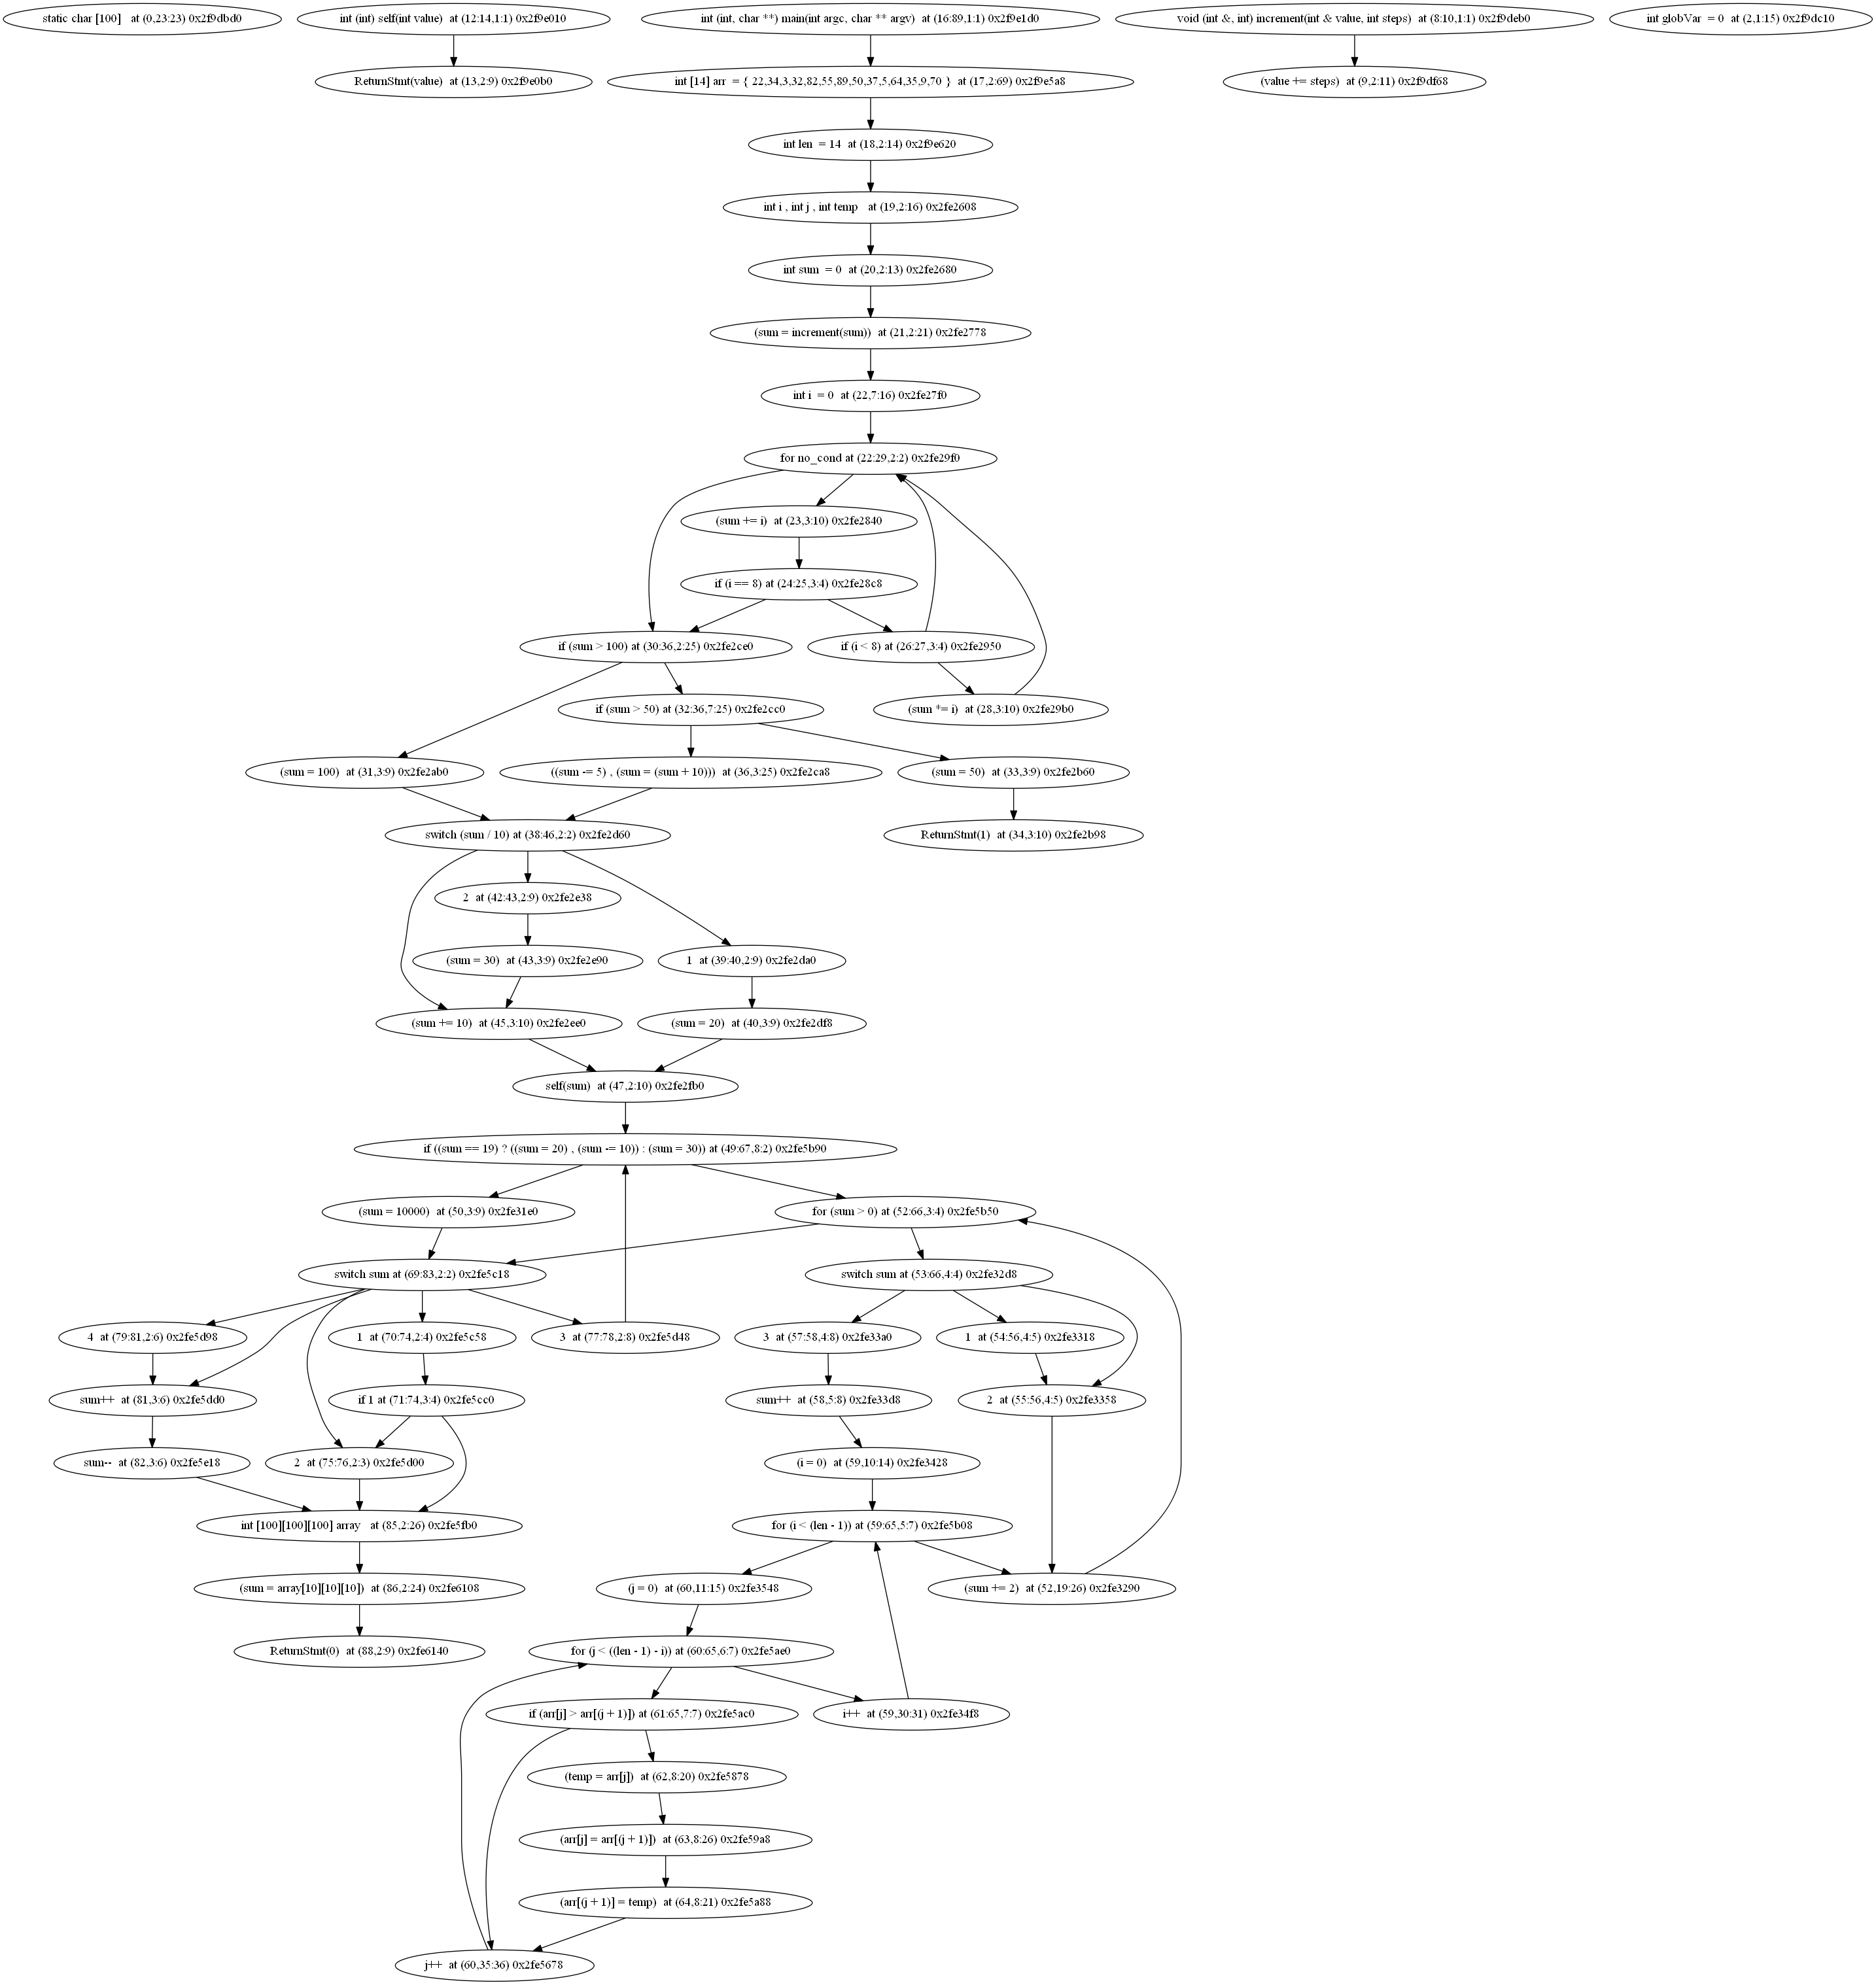 static char [100]   at (0,23:23) 0x2f9dbd0
int (int) self(int value)  at (12:14,1:1) 0x2f9e010
int (int, char **) main(int argc, char ** argv)  at (16:89,1:1) 0x2f9e1d0
void (int &, int) increment(int & value, int steps)  at (8:10,1:1) 0x2f9deb0
int globVar  = 0  at (2,1:15) 0x2f9dc10
ReturnStmt(value)  at (13,2:9) 0x2f9e0b0
int [14] arr  = { 22,34,3,32,82,55,89,50,37,5,64,35,9,70 }  at (17,2:69) 0x2f9e5a8
(value += steps)  at (9,2:11) 0x2f9df68
int len  = 14  at (18,2:14) 0x2f9e620
int i , int j , int temp   at (19,2:16) 0x2fe2608
int sum  = 0  at (20,2:13) 0x2fe2680
(sum = increment(sum))  at (21,2:21) 0x2fe2778
int i  = 0  at (22,7:16) 0x2fe27f0
for no_cond at (22:29,2:2) 0x2fe29f0
(sum += i)  at (23,3:10) 0x2fe2840
if (i == 8) at (24:25,3:4) 0x2fe28c8
if (sum > 100) at (30:36,2:25) 0x2fe2ce0
if (i < 8) at (26:27,3:4) 0x2fe2950
if (sum > 50) at (32:36,7:25) 0x2fe2cc0
(sum *= i)  at (28,3:10) 0x2fe29b0
(sum = 100)  at (31,3:9) 0x2fe2ab0
((sum -= 5) , (sum = (sum + 10)))  at (36,3:25) 0x2fe2ca8
(sum = 50)  at (33,3:9) 0x2fe2b60
switch (sum / 10) at (38:46,2:2) 0x2fe2d60
ReturnStmt(1)  at (34,3:10) 0x2fe2b98
2  at (42:43,2:9) 0x2fe2e38
(sum = 30)  at (43,3:9) 0x2fe2e90
1  at (39:40,2:9) 0x2fe2da0
(sum += 10)  at (45,3:10) 0x2fe2ee0
(sum = 20)  at (40,3:9) 0x2fe2df8
self(sum)  at (47,2:10) 0x2fe2fb0
if ((sum == 19) ? ((sum = 20) , (sum -= 10)) : (sum = 30)) at (49:67,8:2) 0x2fe5b90
(sum = 10000)  at (50,3:9) 0x2fe31e0
for (sum > 0) at (52:66,3:4) 0x2fe5b50
switch sum at (69:83,2:2) 0x2fe5c18
switch sum at (53:66,4:4) 0x2fe32d8
4  at (79:81,2:6) 0x2fe5d98
1  at (70:74,2:4) 0x2fe5c58
3  at (77:78,2:8) 0x2fe5d48
3  at (57:58,4:8) 0x2fe33a0
1  at (54:56,4:5) 0x2fe3318
sum++  at (81,3:6) 0x2fe5dd0
if 1 at (71:74,3:4) 0x2fe5cc0
sum++  at (58,5:8) 0x2fe33d8
2  at (55:56,4:5) 0x2fe3358
sum--  at (82,3:6) 0x2fe5e18
2  at (75:76,2:3) 0x2fe5d00
(i = 0)  at (59,10:14) 0x2fe3428
int [100][100][100] array   at (85,2:26) 0x2fe5fb0
for (i < (len - 1)) at (59:65,5:7) 0x2fe5b08
(sum = array[10][10][10])  at (86,2:24) 0x2fe6108
(j = 0)  at (60,11:15) 0x2fe3548
(sum += 2)  at (52,19:26) 0x2fe3290
ReturnStmt(0)  at (88,2:9) 0x2fe6140
for (j < ((len - 1) - i)) at (60:65,6:7) 0x2fe5ae0
if (arr[j] > arr[(j + 1)]) at (61:65,7:7) 0x2fe5ac0
i++  at (59,30:31) 0x2fe34f8
(temp = arr[j])  at (62,8:20) 0x2fe5878
(arr[j] = arr[(j + 1)])  at (63,8:26) 0x2fe59a8
(arr[(j + 1)] = temp)  at (64,8:21) 0x2fe5a88
j++  at (60,35:36) 0x2fe5678